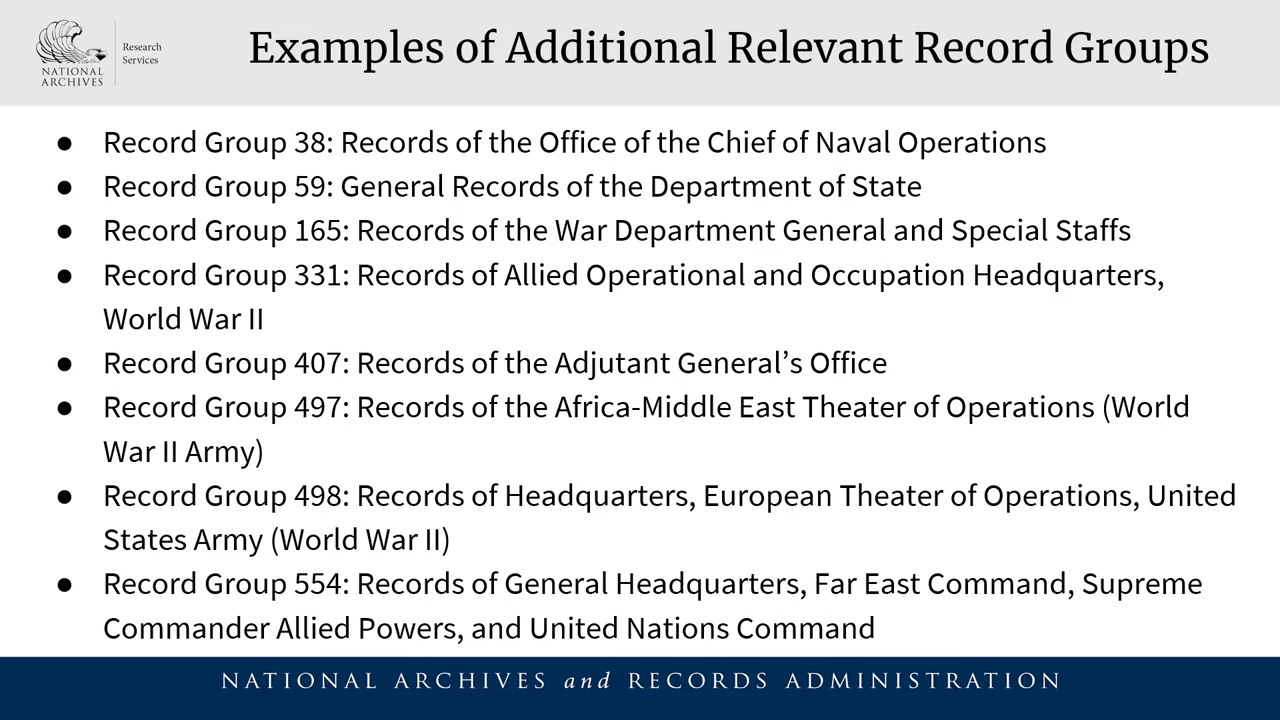 NATIONAL
ARCHIVES
Research
Services
Examples of Additional Relevant Record Groups
● Record Group 38: Records of the Office of the Chief of Naval Operations
● Record Group 59: General Records of the Department of State
● Record Group 165: Records of the War Department General and Special Staffs
● Record Group 331: Records of Allied Operational and Occupation Headquarters,
World War II
● Record Group 407: Records of the Adjutant General’s Office
● Record Group 497: Records of the Africa-Middle East Theater of Operations (World
War II Army)
● Record Group 498: Records of Headquarters, European Theater of Operations, United
States Army (World War II)
● Record Group 554: Records of General Headquarters, Far East Command, Supreme
Commander Allied Powers, and United Nations Command
NATIONAL ARCHIVES and RECORDS ADMINISTRATION